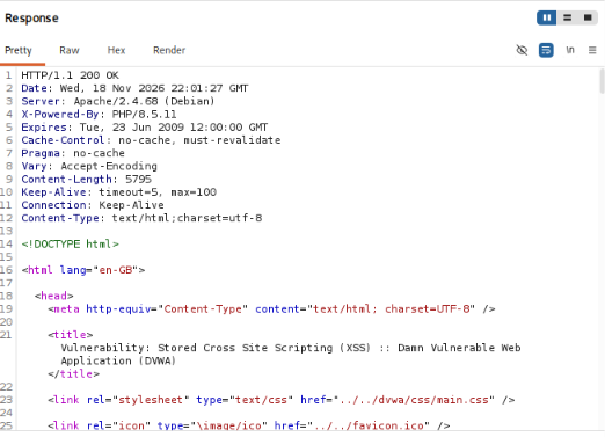 Response
Pretty Raw Hex Render \n
1 HTTP/1.1 200 OK
2 Date: Wed, 18 Nov 2026 22:01:27 GMT
3 Server: Apache/2.4.68 (Debian)
4 X-Powered-By: PHP/8.5.11
5 Expires: Tue, 23 Jun 2009 12:00:00 GMT
6 Cache-Control: no-cache, must-revalidate
7 Pragma: no-cache
8 Vary: Accept-Encoding
9 Content-Length: 5795
10 Keep-Alive: timeout=5, max=100
11 Connection: Keep-Alive
12 Content-Type: text/html;charset=utf-8
13
14 <!DOCTYPE html>
15
16 <html lang="en-GB">
17
18 <head>
19 <meta http-equiv="Content-Type" content="text/html; charset=UTF-8" />
20
21 <title>
Vulnerability: Stored Cross Site Scripting (XSS) :: Damn Vulnerable Web
Application (DVWA)
</title>
22
23 <link rel="stylesheet" type="text/css" href="../../dvwa/css/main.css" />
24
25 <link rel="icon" type="\image/ico" href="../../favicon.ico" />